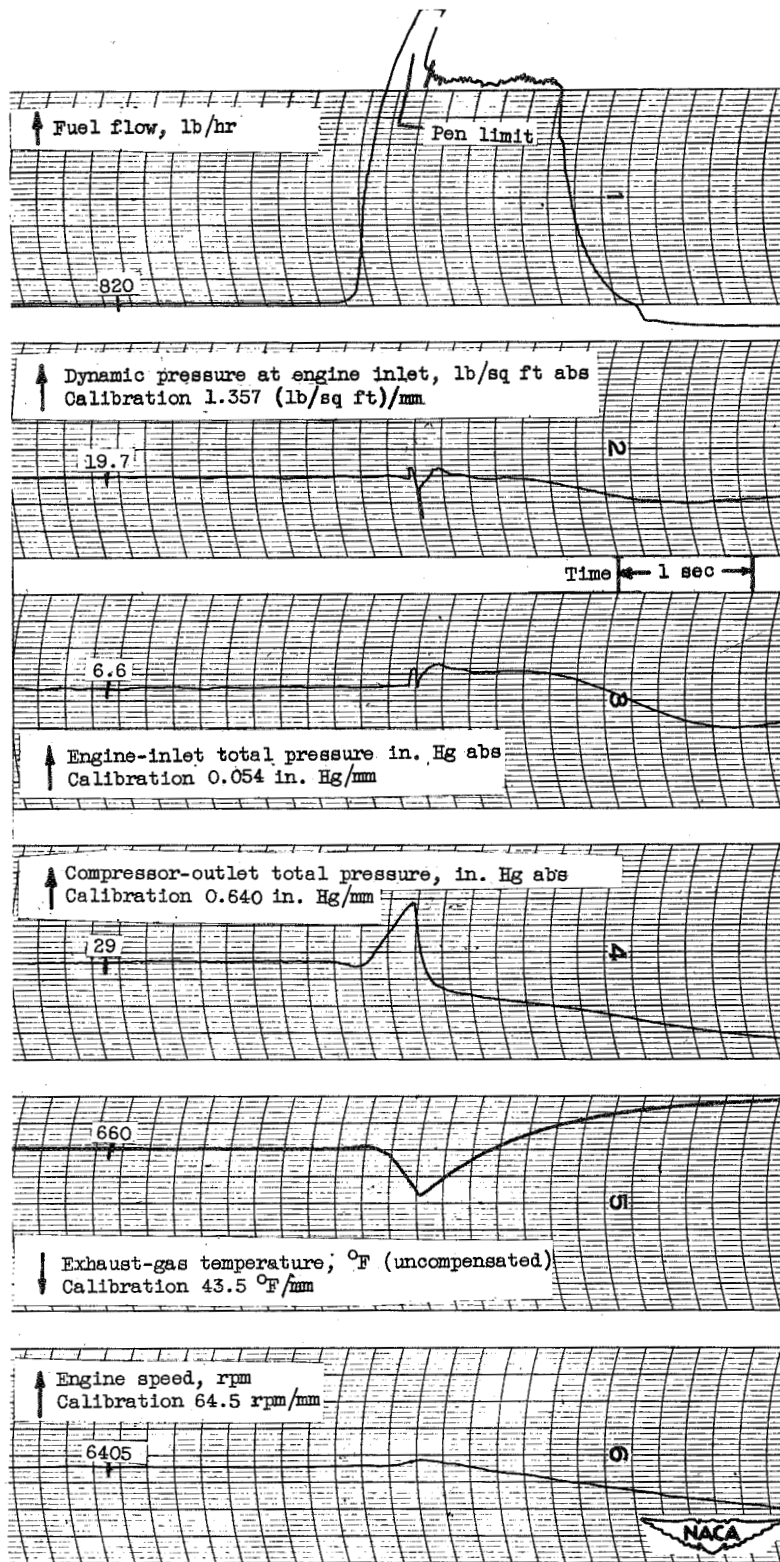 Fuel flow, lb/hr
Pen limit
1
820
Dynamic pressure at engine inlet, lb/sq ft abs
Calibration 1.357 (lb/sq ft)/mm
2
19.7
Time 1 sec
6.6
3
Engine-inlet total pressure in. Hg abs
Calibration 0.054 in. Hg/mm
Compressor-outlet total pressure, in. Hg abs
Calibration 0.640 in. Hg/mm
29
4
660
5
Exhaust-gas temperature, °F (uncompensated)
Calibration 43.5 °F/mm
Engine speed, rpm
Calibration 64.5 rpm/mm
6405
6
NACA